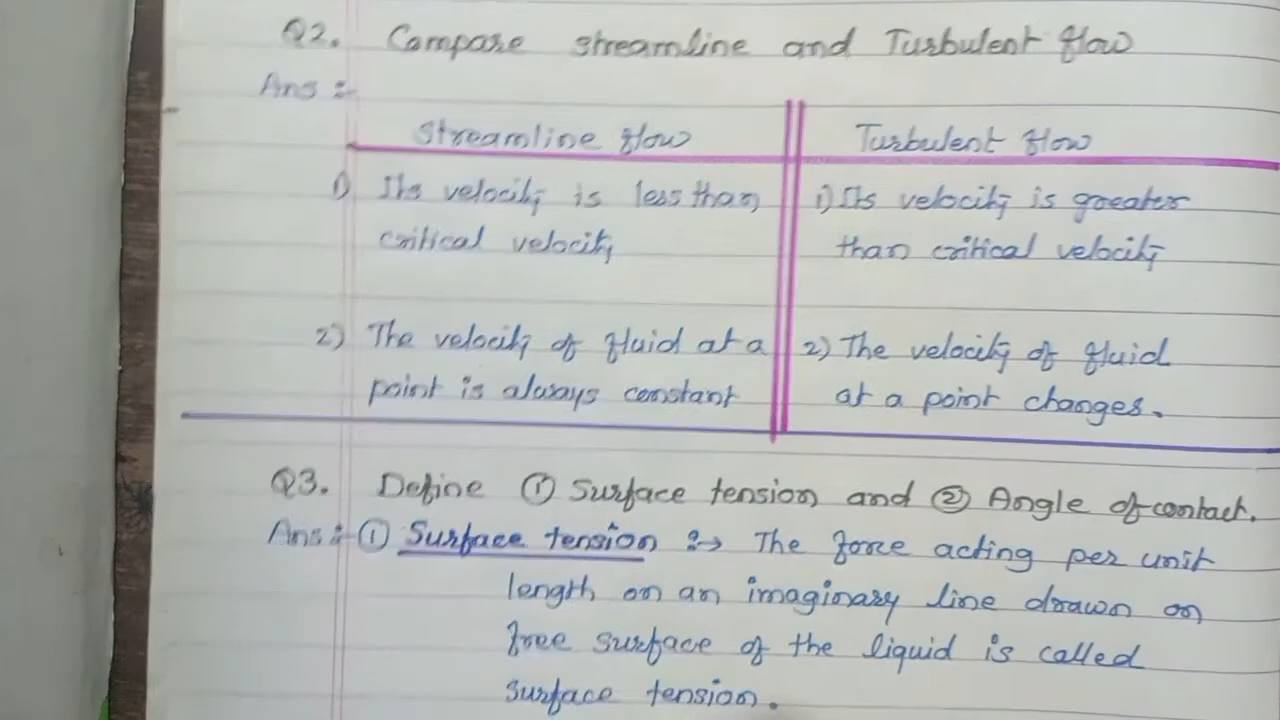 Q2. Compare streamline and Turbulent flow
Ans :-
Streamline flow
Turbulent flow
1) Its velocity is less than
critical velocity
1) Its velocity is greater
than critical velocity
2) The velocity of fluid at a
point is always constant
2) The velocity of fluid
at a point changes.
Q3. Define ① Surface tension and ② Angle of contact.
Ans :- ① Surface tension :→ The force acting per unit
length on an imaginary line drawn on
free surface of the liquid is called
surface tension.